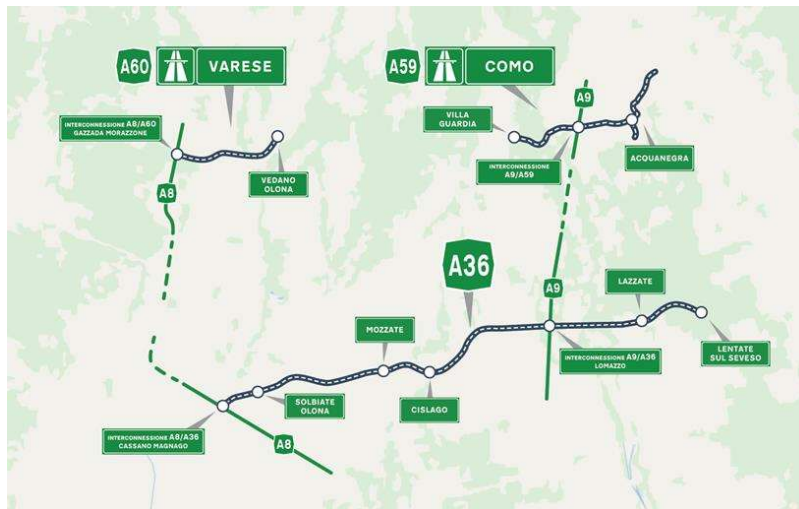 A60
VARESE
A59
COMO
A9
INTERCONNESSIONE A8/A60
GAZZADA MORAZZONE
VILLA
GUARDIA
ACQUANEGRA
INTERCONNESSIONE
A9/A59
VEDANO
OLONA
A8
A36
A9
LAZZATE
MOZZATE
INTERCONNESSIONE A9/A36
LOMAZZO
LENTATE
SUL SEVESO
SOLBIATE
OLONA
CISLAGO
INTERCONNESSIONE A8/A36
CASSANO MAGNAGO
A8